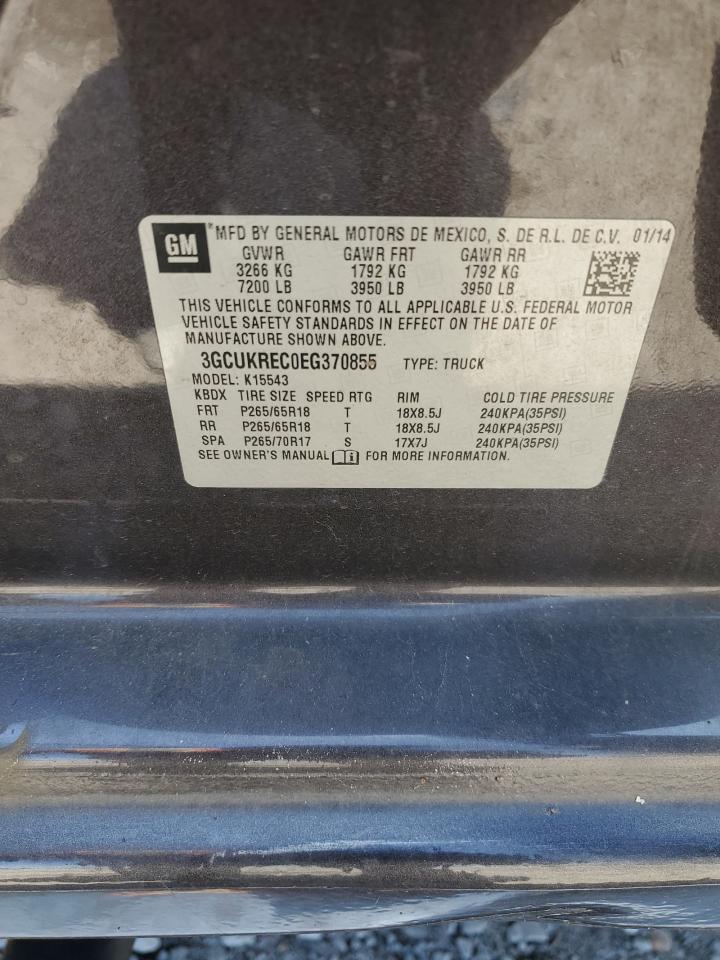 GM
MFD BY GENERAL MOTORS DE MEXICO, S. DE R.L. DE C.V. 01/14
GVWR GAWR FRT GAWR RR
3266 KG 1792 KG 1792 KG
7200 LB 3950 LB 3950 LB
THIS VEHICLE CONFORMS TO ALL APPLICABLE U.S. FEDERAL MOTOR
VEHICLE SAFETY STANDARDS IN EFFECT ON THE DATE OF
MANUFACTURE SHOWN ABOVE.
3GCUKREC0EG370855 TYPE: TRUCK
MODEL: K15543
KBDX TIRE SIZE SPEED RTG RIM COLD TIRE PRESSURE
FRT P265/65R18 T 18X8.5J 240KPA(35PSI)
RR P265/65R18 T 18X8.5J 240KPA(35PSI)
SPA P265/70R17 S 17X7J 240KPA(35PSI)
SEE OWNER'S MANUAL FOR MORE INFORMATION.